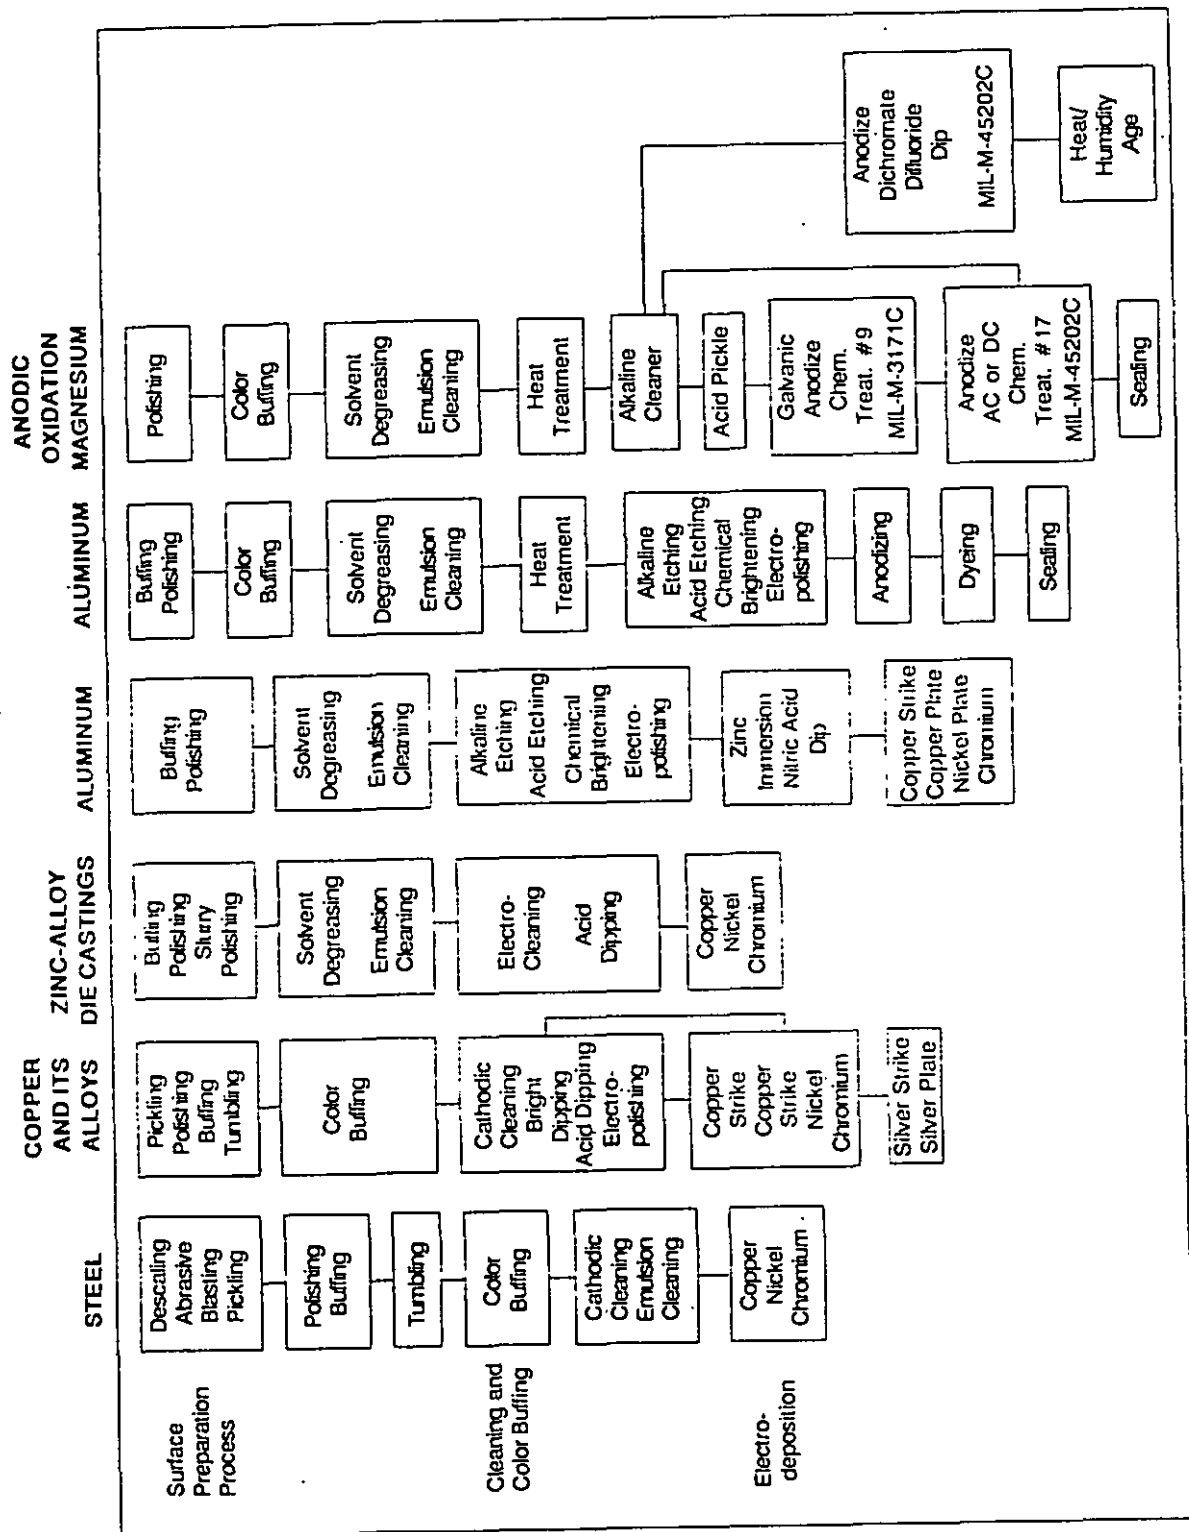 STEEL
COPPER
AND ITS
ALLOYS
ZINC-ALLOY
DIE CASTINGS
ALUMINUM
ALUMINUM
ANODIC
OXIDATION
MAGNESIUM
Surface
Preparation
Process
Cleaning and
Color Buffing
Electro-
deposition
Descaling
Abrasive
Blasting
Pickling
Polishing
Buffing
Tumbling
Color
Buffing
Cathodic
Cleaning
Emulsion
Cleaning
Copper
Nickel
Chromium
Pickling
Polishing
Buffing
Tumbling
Color
Buffing
Cathodic
Cleaning
Bright
Dipping
Acid Dipping
Electro-
polishing
Copper
Strike
Copper
Strike
Nickel
Chromium
Silver Strike
Silver Plate
Buffing
Polishing
Slurry
Polishing
Solvent
Degreasing
Emulsion
Cleaning
Electro-
Cleaning
Acid
Dipping
Copper
Nickel
Chromium
Buffing
Polishing
Solvent
Degreasing
Emulsion
Cleaning
Alkaline
Etching
Acid Etching
Chemical
Brightening
Electro-
polishing
Zinc
Immersion
Nitric Acid
Dip
Copper Strike
Copper Plate
Nickel Plate
Chromium
Buffing
Polishing
Color
Buffing
Solvent
Degreasing
Emulsion
Cleaning
Heat
Treatment
Alkaline
Etching
Acid Etching
Chemical
Brightening
Electro-
polishing
Anodizing
Dyeing
Sealing
Polishing
Color
Buffing
Solvent
Degreasing
Emulsion
Cleaning
Heat
Treatment
Alkaline
Cleaner
Acid Pickle
Galvanic
Anodize
Chem.
Treat. #9
MIL-M-3171C
Anodize
AC or DC
Chem.
Treat. #17
MIL-M-45202C
Sealing
Anodize
Dichromate
Difluoride
Dip
MIL-M-45202C
Heat/
Humidity
Age